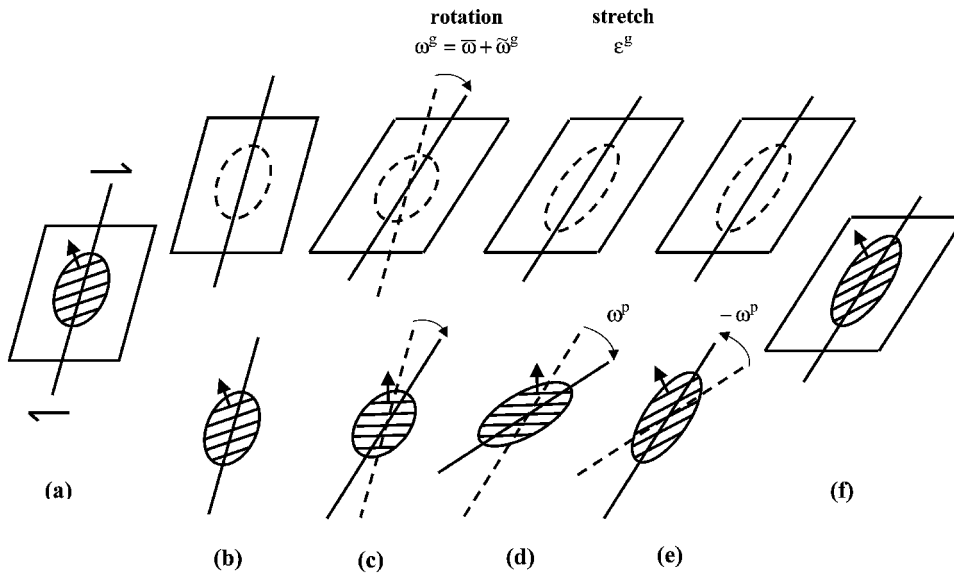 rotation
stretch
ω^g = ω̅ + ω̃^g
ε^g
ω^p
− ω^p
(a)
(f)
(b)
(c)
(d)
(e)